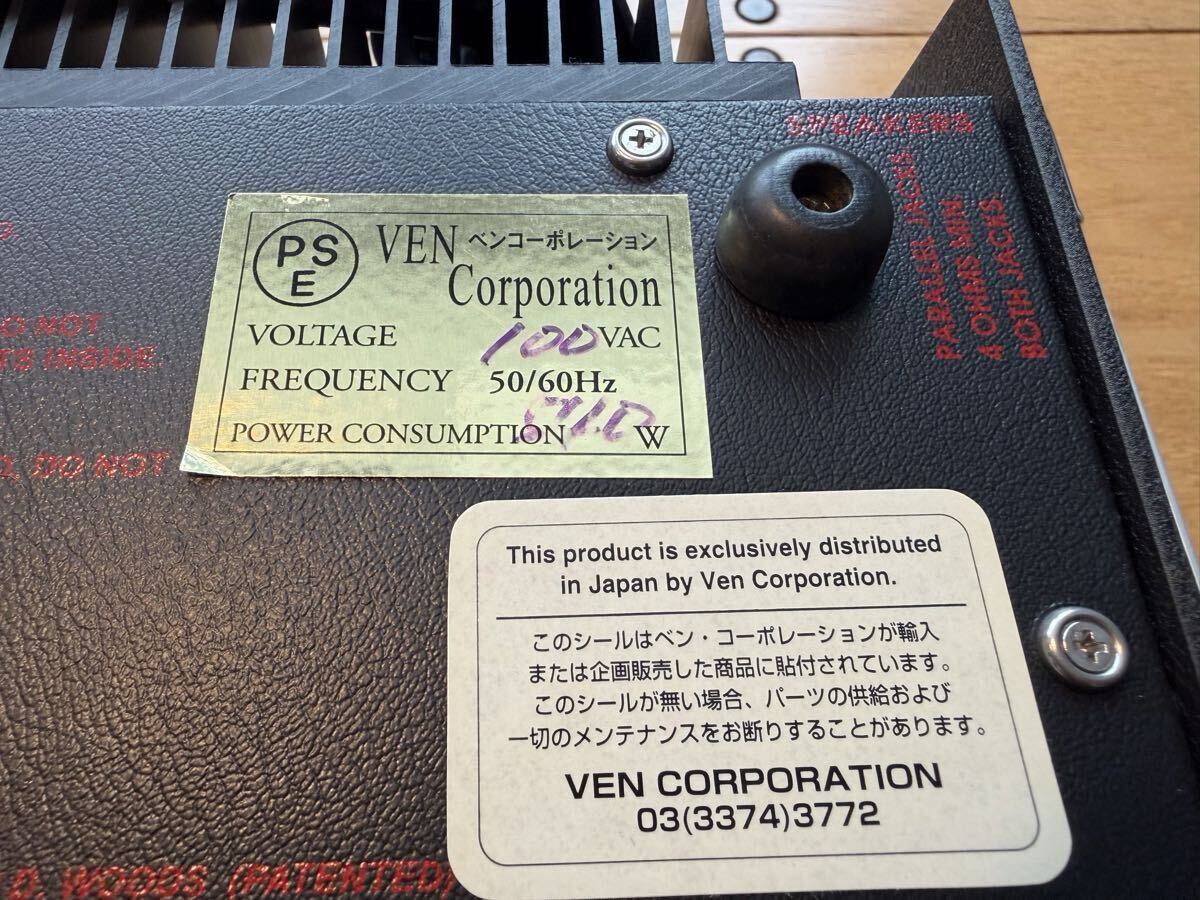 SPEAKERS
PARALLEL JACKS
4 OHMS MIN
BOTH JACKS
PSE
VEN ベンコーポレーション
Corporation
VOLTAGE 100 VAC
FREQUENCY 50/60Hz
POWER CONSUMPTION W
DO NOT
INSIDE.
DO NOT
This product is exclusively distributed
in Japan by Ven Corporation.
このシールはベン・コーポレーションが輸入
または企画販売した商品に貼付されています。
このシールが無い場合、パーツの供給および
一切のメンテナンスをお断りすることがあります。
VEN CORPORATION
03(3374)3772
D. WOODS (PATENTED)